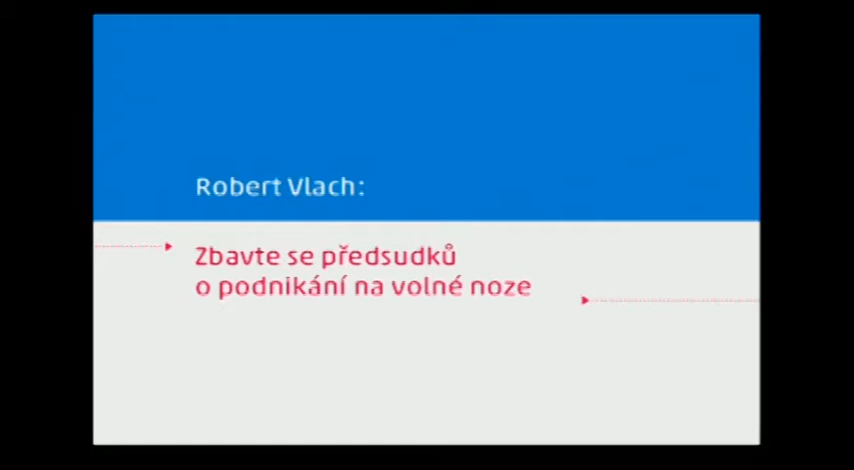 Robert Vlach:
Zbavte se předsudků
o podnikání na volné noze